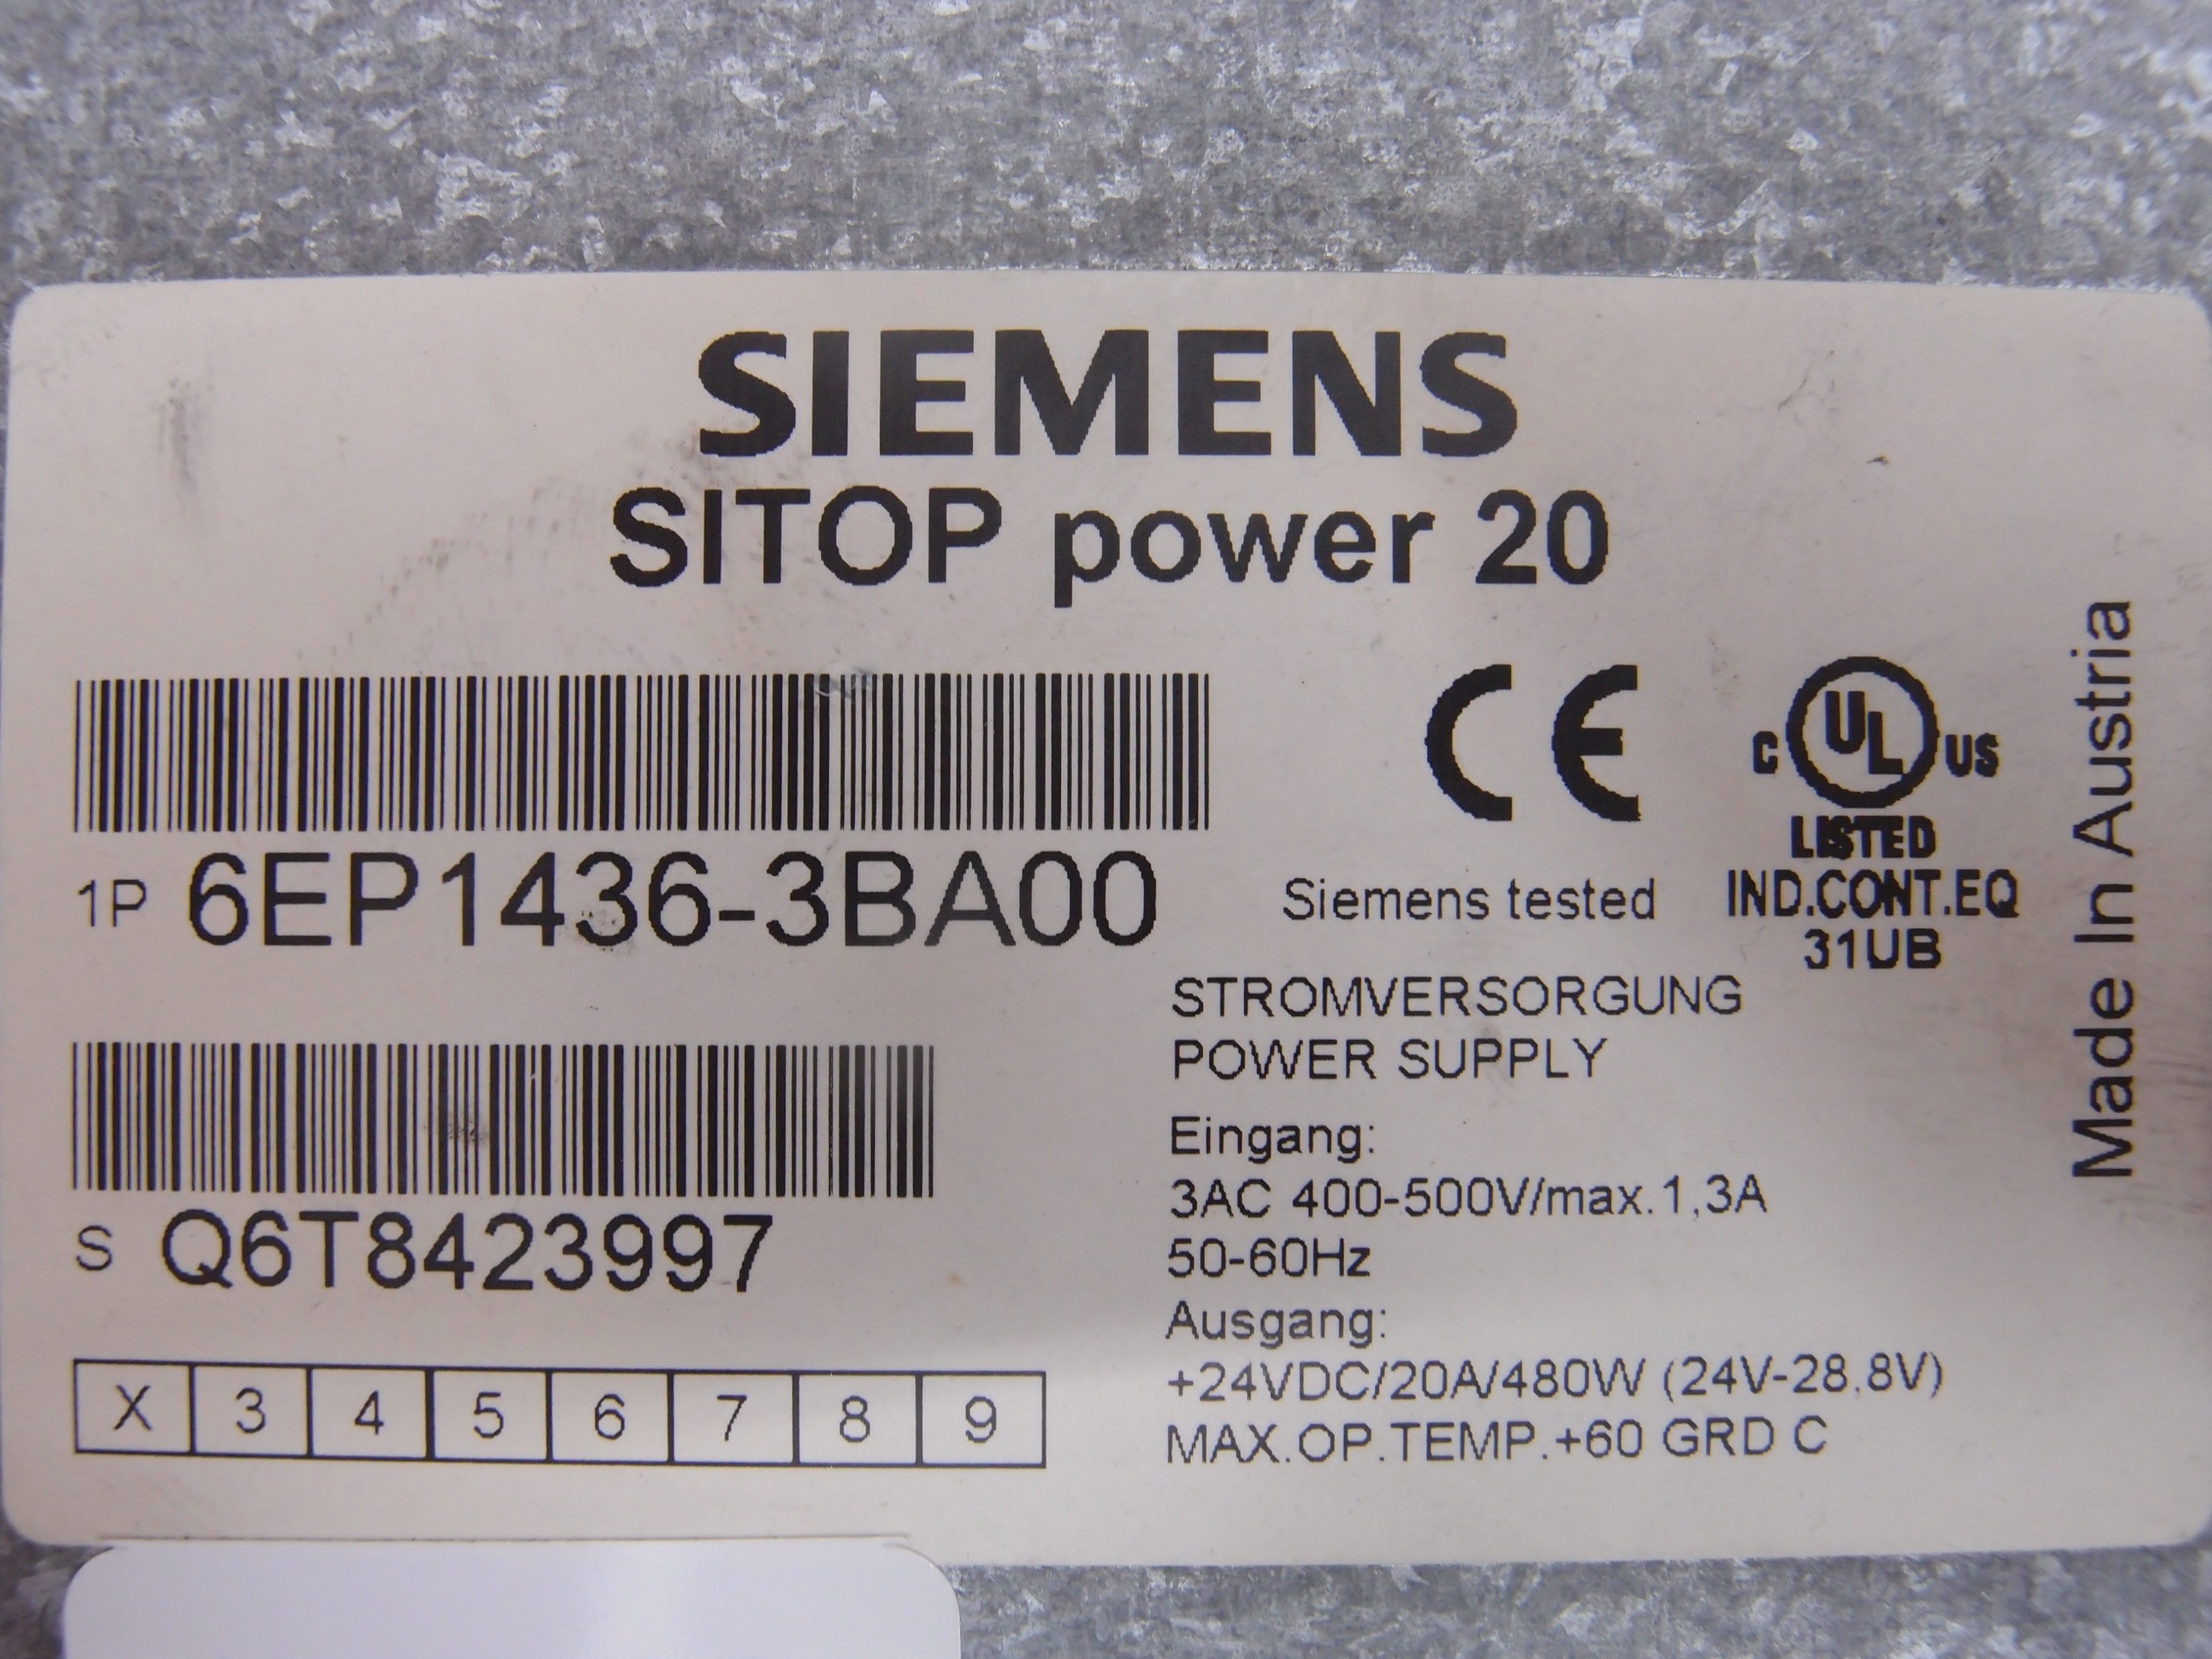 SIEMENS
SITOP power 20
CE
C UL US
LISTED
IND.CONT.EQ
31UB
1P 6EP1436-3BA00
Siemens tested
STROMVERSORGUNG
POWER SUPPLY
S Q6T8423997
Eingang:
3AC 400-500V/max.1,3A
50-60Hz
Ausgang:
+24VDC/20A/480W (24V-28,8V)
MAX.OP.TEMP.+60 GRD C
X 3 4 5 6 7 8 9
Made In Austria